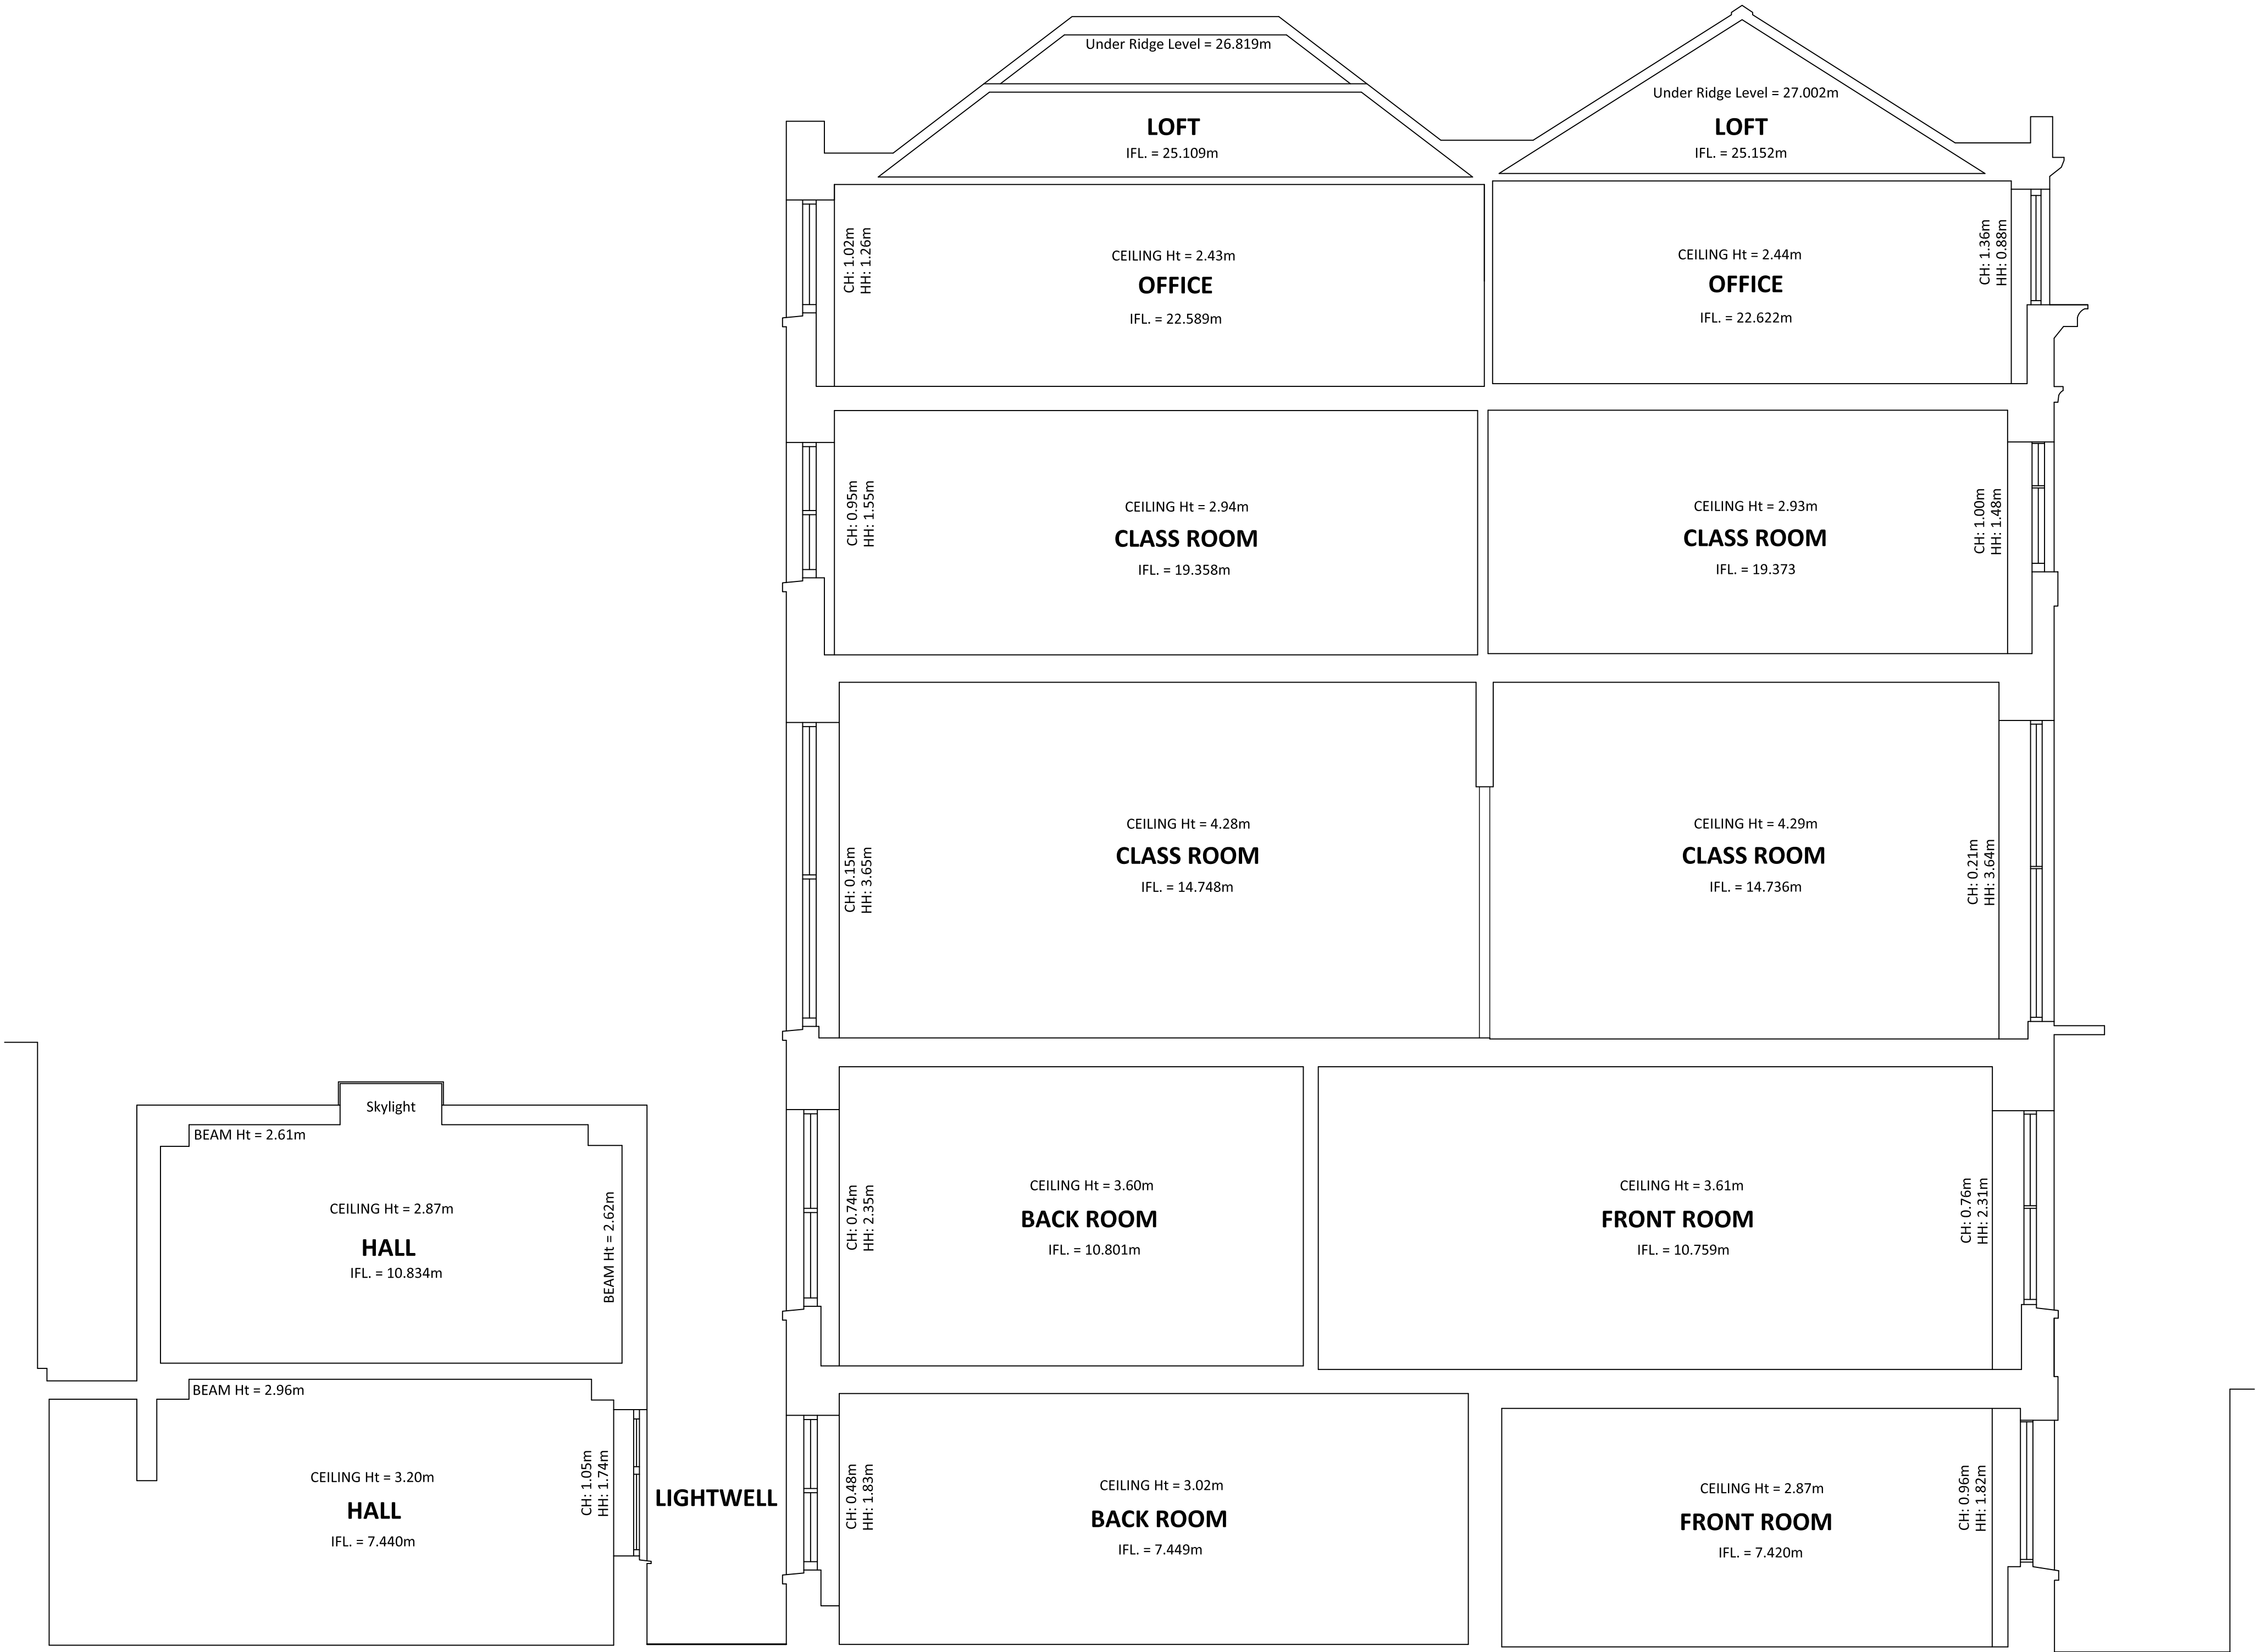 Under Ridge Level = 26.819m
LOFT
IFL. = 25.109m
Under Ridge Level = 27.002m
LOFT
IFL. = 25.152m
CH: 1.02m
HH: 1.26m
CEILING Ht = 2.43m
OFFICE
IFL. = 22.589m
CEILING Ht = 2.44m
OFFICE
IFL. = 22.622m
CH: 1.36m
HH: 0.88m
CH: 0.95m
HH: 1.55m
CEILING Ht = 2.94m
CLASS ROOM
IFL. = 19.358m
CEILING Ht = 2.93m
CLASS ROOM
IFL. = 19.373
CH: 1.00m
HH: 1.48m
CH: 0.15m
HH: 3.65m
CEILING Ht = 4.28m
CLASS ROOM
IFL. = 14.748m
CEILING Ht = 4.29m
CLASS ROOM
IFL. = 14.736m
CH: 0.21m
HH: 3.64m
Skylight
BEAM Ht = 2.61m
CEILING Ht = 2.87m
HALL
IFL. = 10.834m
BEAM Ht = 2.62m
CH: 0.74m
HH: 2.35m
CEILING Ht = 3.60m
BACK ROOM
IFL. = 10.801m
CEILING Ht = 3.61m
FRONT ROOM
IFL. = 10.759m
CH: 0.76m
HH: 2.31m
BEAM Ht = 2.96m
CEILING Ht = 3.20m
HALL
IFL. = 7.440m
CH: 1.05m
HH: 1.74m
LIGHTWELL
CH: 0.48m
HH: 1.83m
CEILING Ht = 3.02m
BACK ROOM
IFL. = 7.449m
CEILING Ht = 2.87m
FRONT ROOM
IFL. = 7.420m
CH: 0.96m
HH: 1.82m